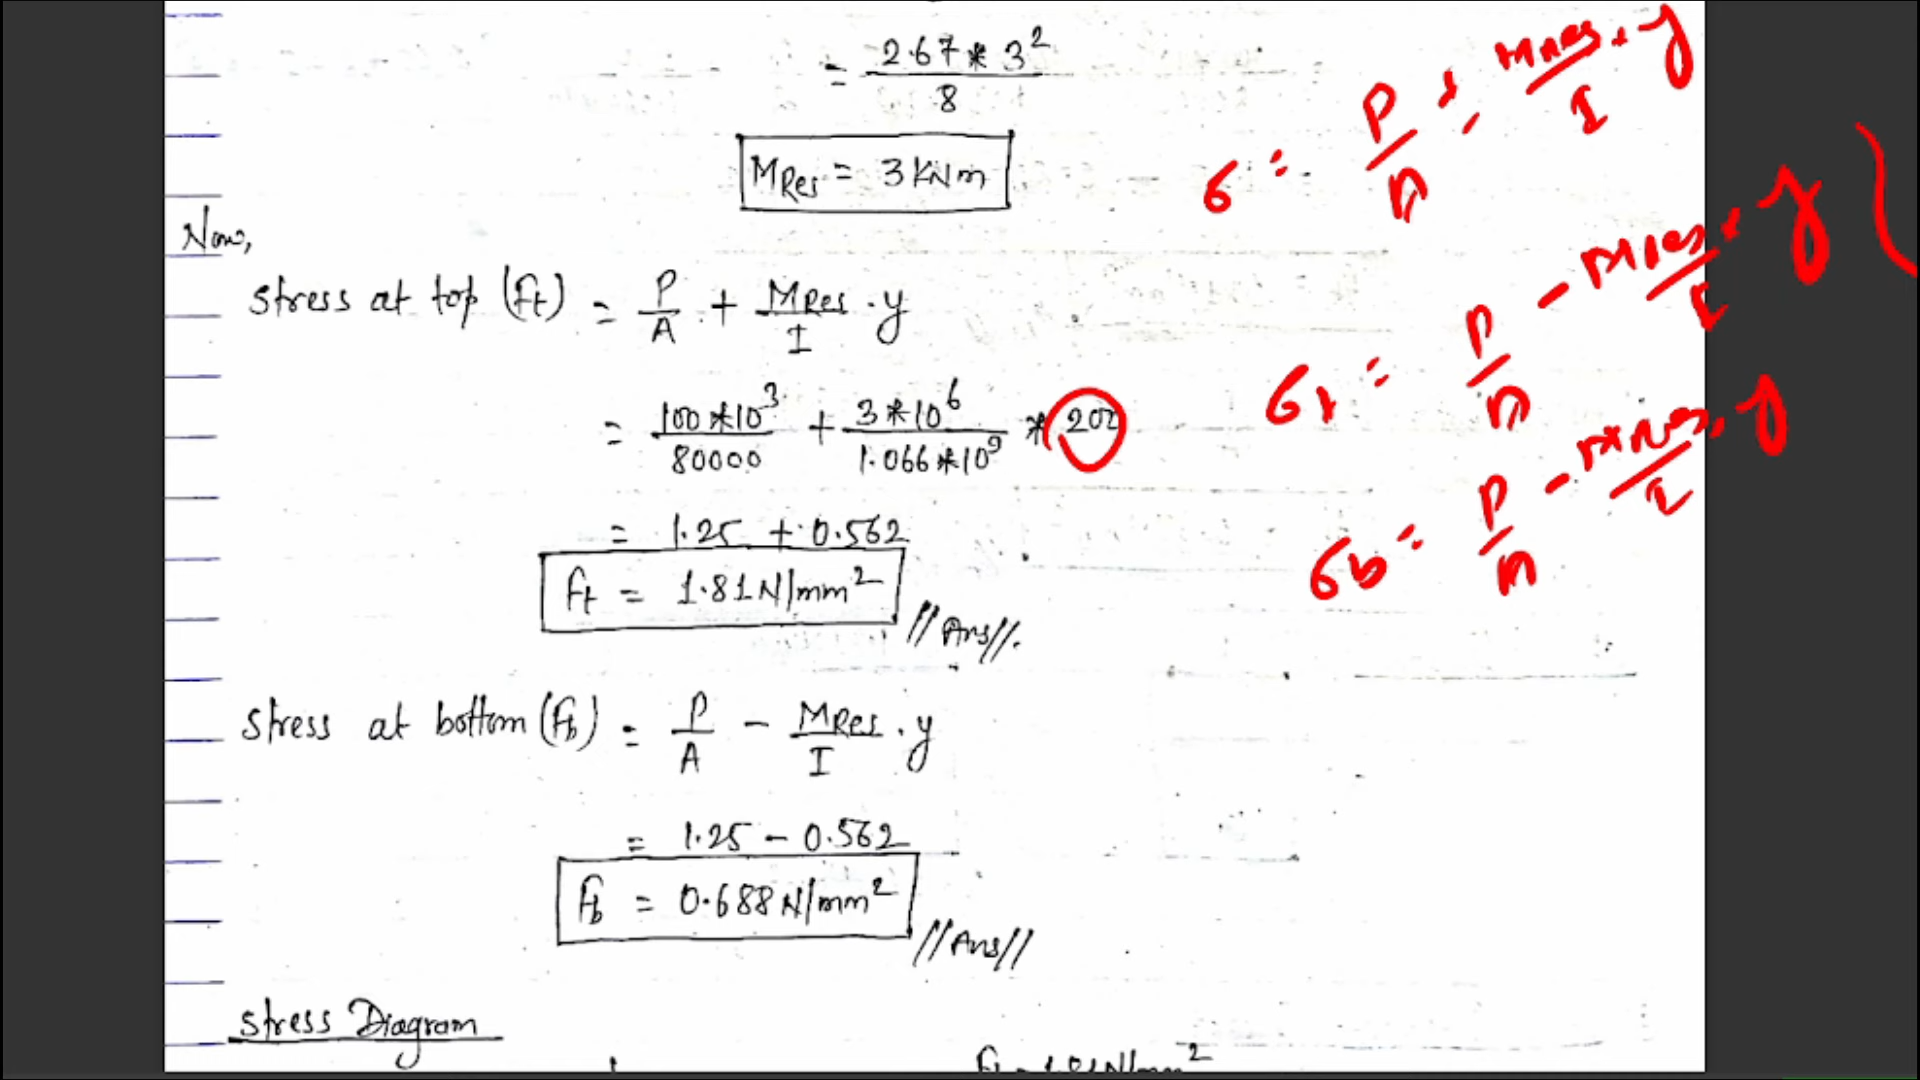 = 2.67 * 3² / 8
MRes = 3 kNm
Now,
stress at top (ft) = P/A + MRes/I . y
= 100*10³/80000 + 3*10⁶/1.066*10⁹ * 200
= 1.25 + 0.562
ft = 1.81 N/mm² //Ans//.
stress at bottom (fb) = P/A - MRes/I . y
= 1.25 - 0.562
fb = 0.688 N/mm² //Ans//
stress Diagram
σ = P/A ± MRes/I . y
σt = P/A - MRes/I . y
σb = P/A - MRes/I . y